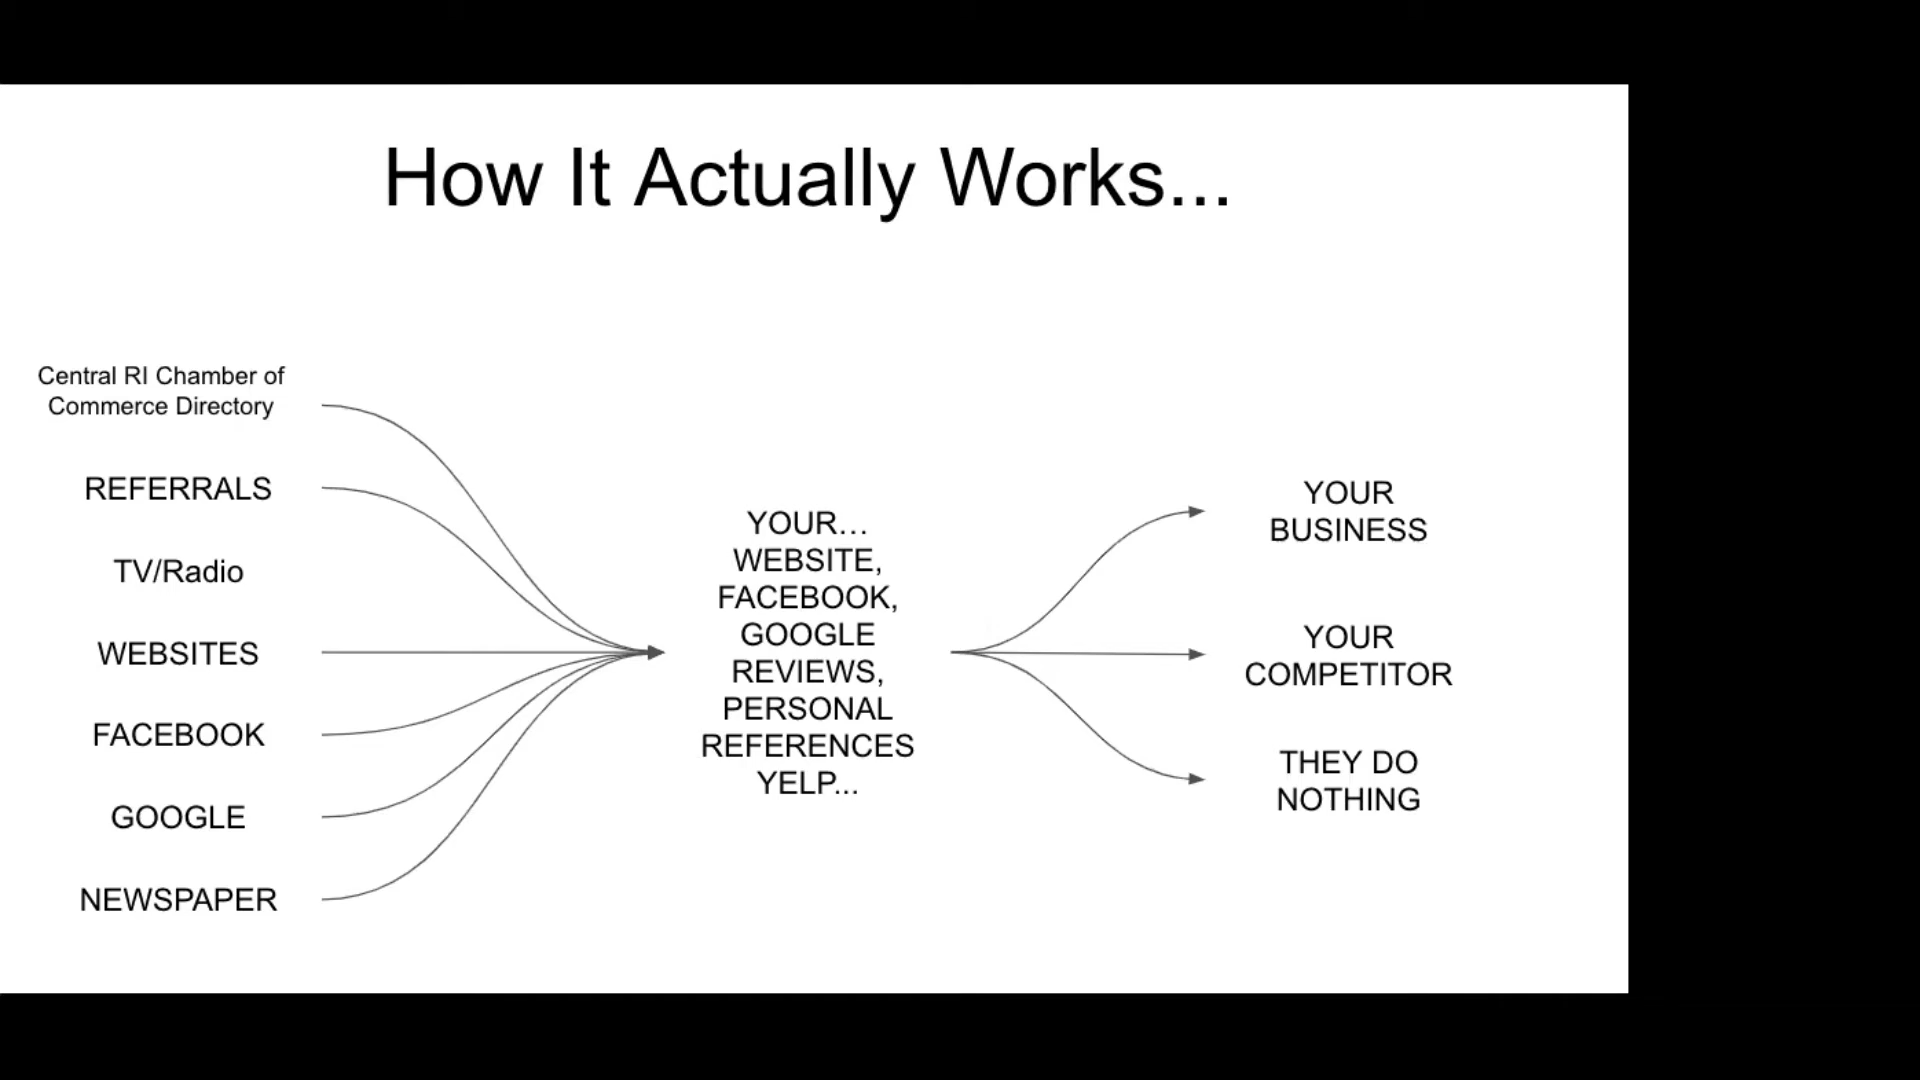 How It Actually Works...
Central RI Chamber of
Commerce Directory
REFERRALS
TV/Radio
WEBSITES
FACEBOOK
GOOGLE
NEWSPAPER
YOUR…
WEBSITE,
FACEBOOK,
GOOGLE
REVIEWS,
PERSONAL
REFERENCES
YELP...
YOUR
BUSINESS
YOUR
COMPETITOR
THEY DO
NOTHING